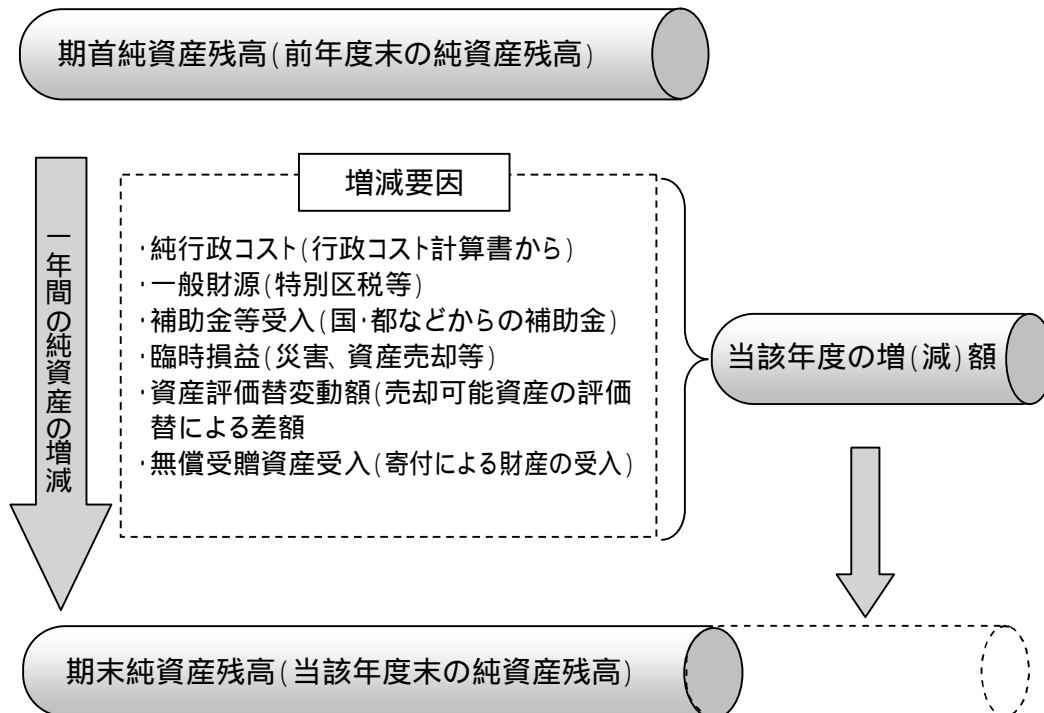 期首純資産残高(前年度末の純資産残高)
増減要因
一年間の純資産の増減
・純行政コスト(行政コスト計算書から)
・一般財源(特別区税等)
・補助金等受入(国・都などからの補助金)
・臨時損益(災害、資産売却等)
・資産評価替変動額(売却可能資産の評価
替による差額
・無償受贈資産受入(寄付による財産の受入)
当該年度の増(減)額
期末純資産残高(当該年度末の純資産残高)